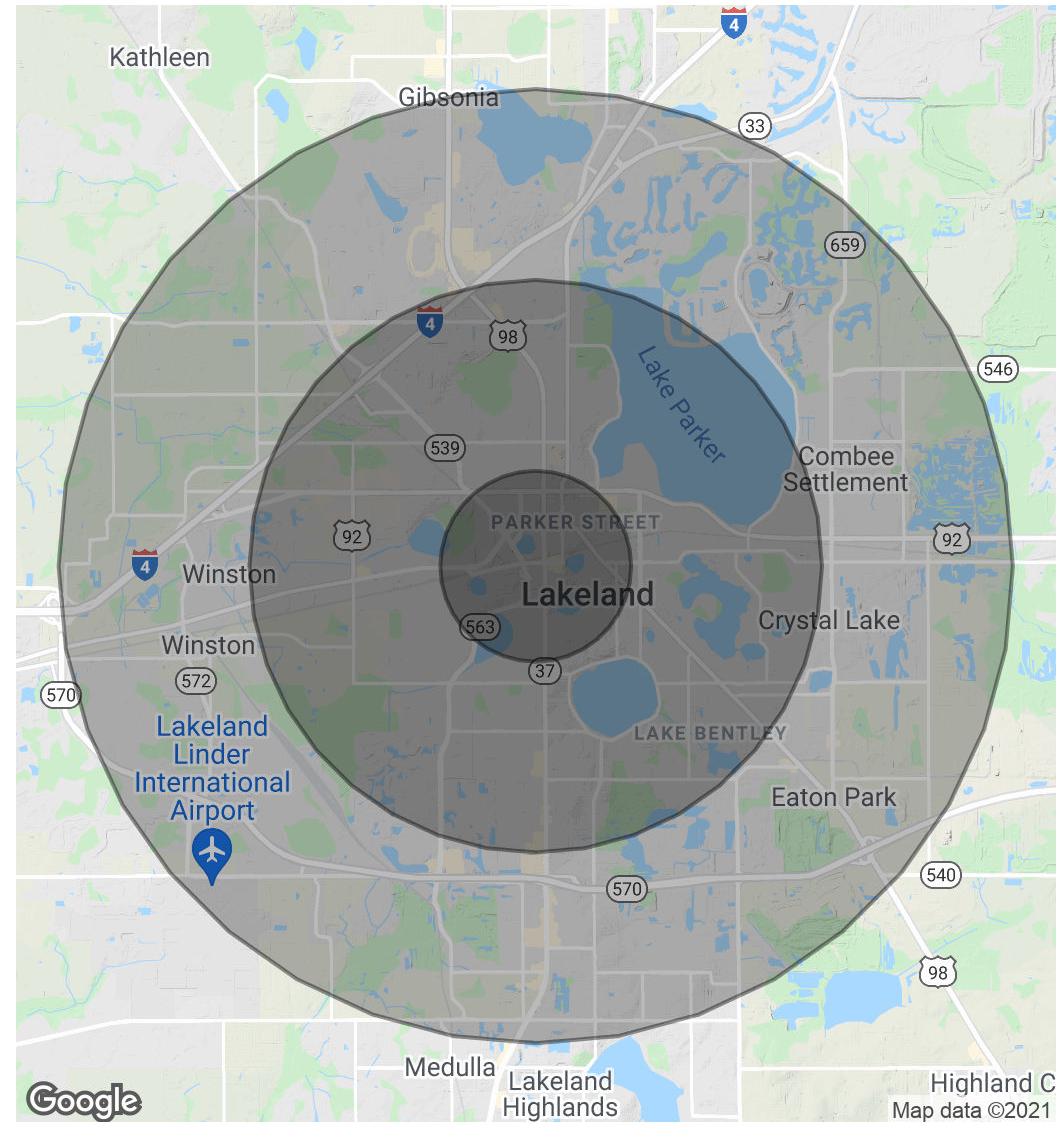 4
Kathleen
Gibsonia
33
659
4
98
546
Lake Parker
539
Combee
Settlement
PARKER STREET
92
92
4
Winston
Lakeland
563
Crystal Lake
Winston
37
572
570
Lakeland
Linder
International
Airport
LAKE BENTLEY
Eaton Park
570
540
98
Medulla
Lakeland
Highlands
Highland C
Google
Map data ©2021